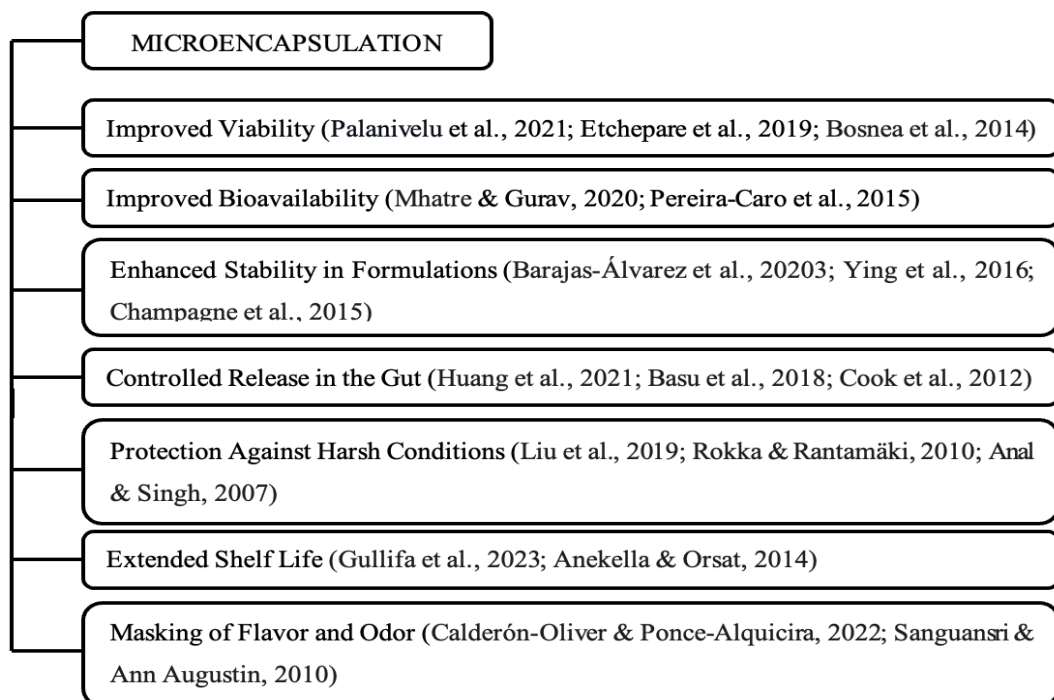 MICROENCAPSULATION
Improved Viability (Palanivelu et al., 2021; Etchepare et al., 2019; Bosnea et al., 2014)
Improved Bioavailability (Mhatre & Gurav, 2020; Pereira-Caro et al., 2015)
Enhanced Stability in Formulations (Barajas-Álvarez et al., 20203; Ying et al., 2016;
Champagne et al., 2015)
Controlled Release in the Gut (Huang et al., 2021; Basu et al., 2018; Cook et al., 2012)
Protection Against Harsh Conditions (Liu et al., 2019; Rokka & Rantamäki, 2010; Anal
& Singh, 2007)
Extended Shelf Life (Gullifa et al., 2023; Anekella & Orsat, 2014)
Masking of Flavor and Odor (Calderón-Oliver & Ponce-Alquicira, 2022; Sanguansri &
Ann Augustin, 2010)